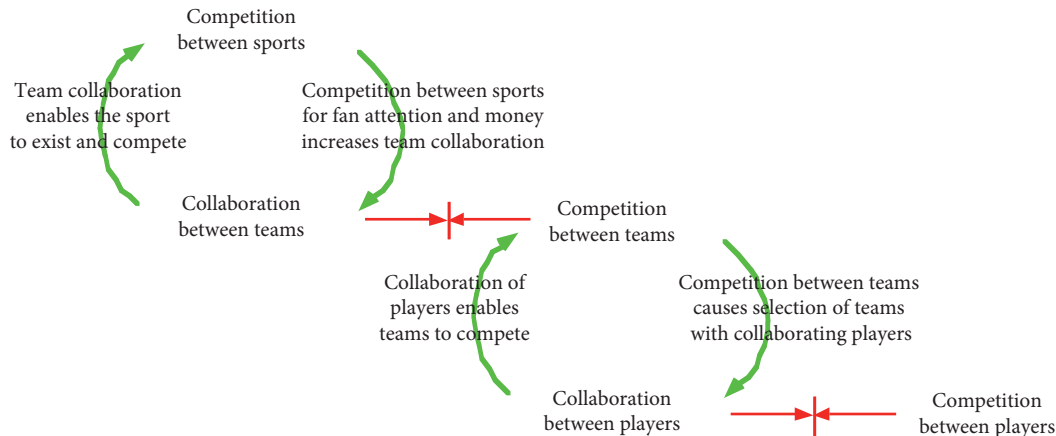 Competition
between sports
Team collaboration
enables the sport
to exist and compete
Competition between sports
for fan attention and money
increases team collaboration
Collaboration
between teams
Competition
between teams
Collaboration of
players enables
teams to compete
Competition between teams
causes selection of teams
with collaborating players
Collaboration
between players
Competition
between players